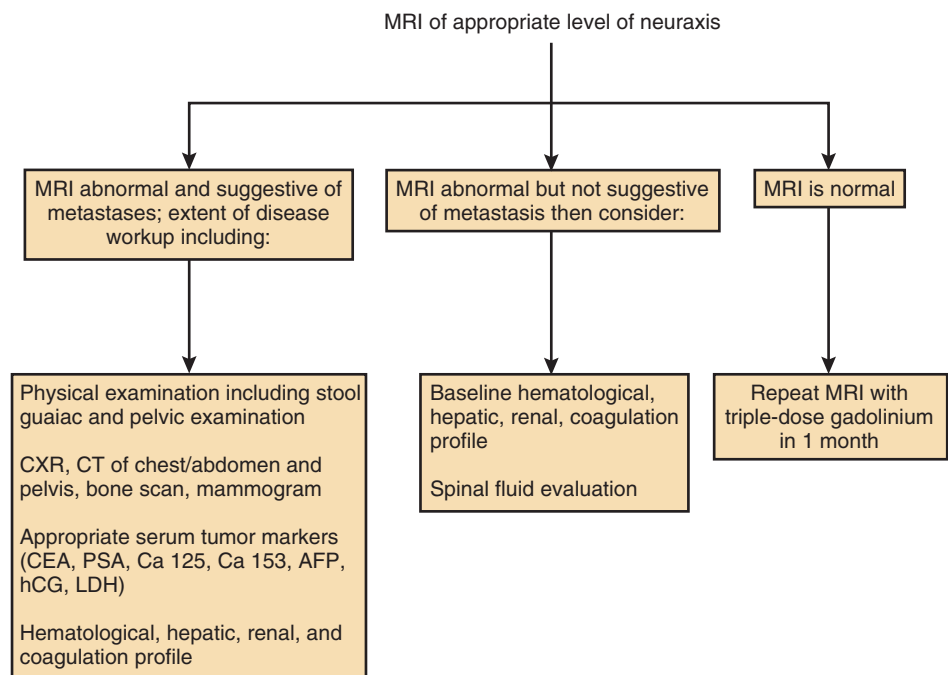 MRI of appropriate level of neuraxis
MRI abnormal and suggestive of
metastases; extent of disease
workup including:
MRI abnormal but not suggestive
of metastasis then consider:
MRI is normal
Physical examination including stool
guaiac and pelvic examination
CXR, CT of chest/abdomen and
pelvis, bone scan, mammogram
Appropriate serum tumor markers
(CEA, PSA, Ca 125, Ca 153, AFP,
hCG, LDH)
Hematological, hepatic, renal, and
coagulation profile
Baseline hematological,
hepatic, renal, coagulation
profile
Spinal fluid evaluation
Repeat MRI with
triple-dose gadolinium
in 1 month